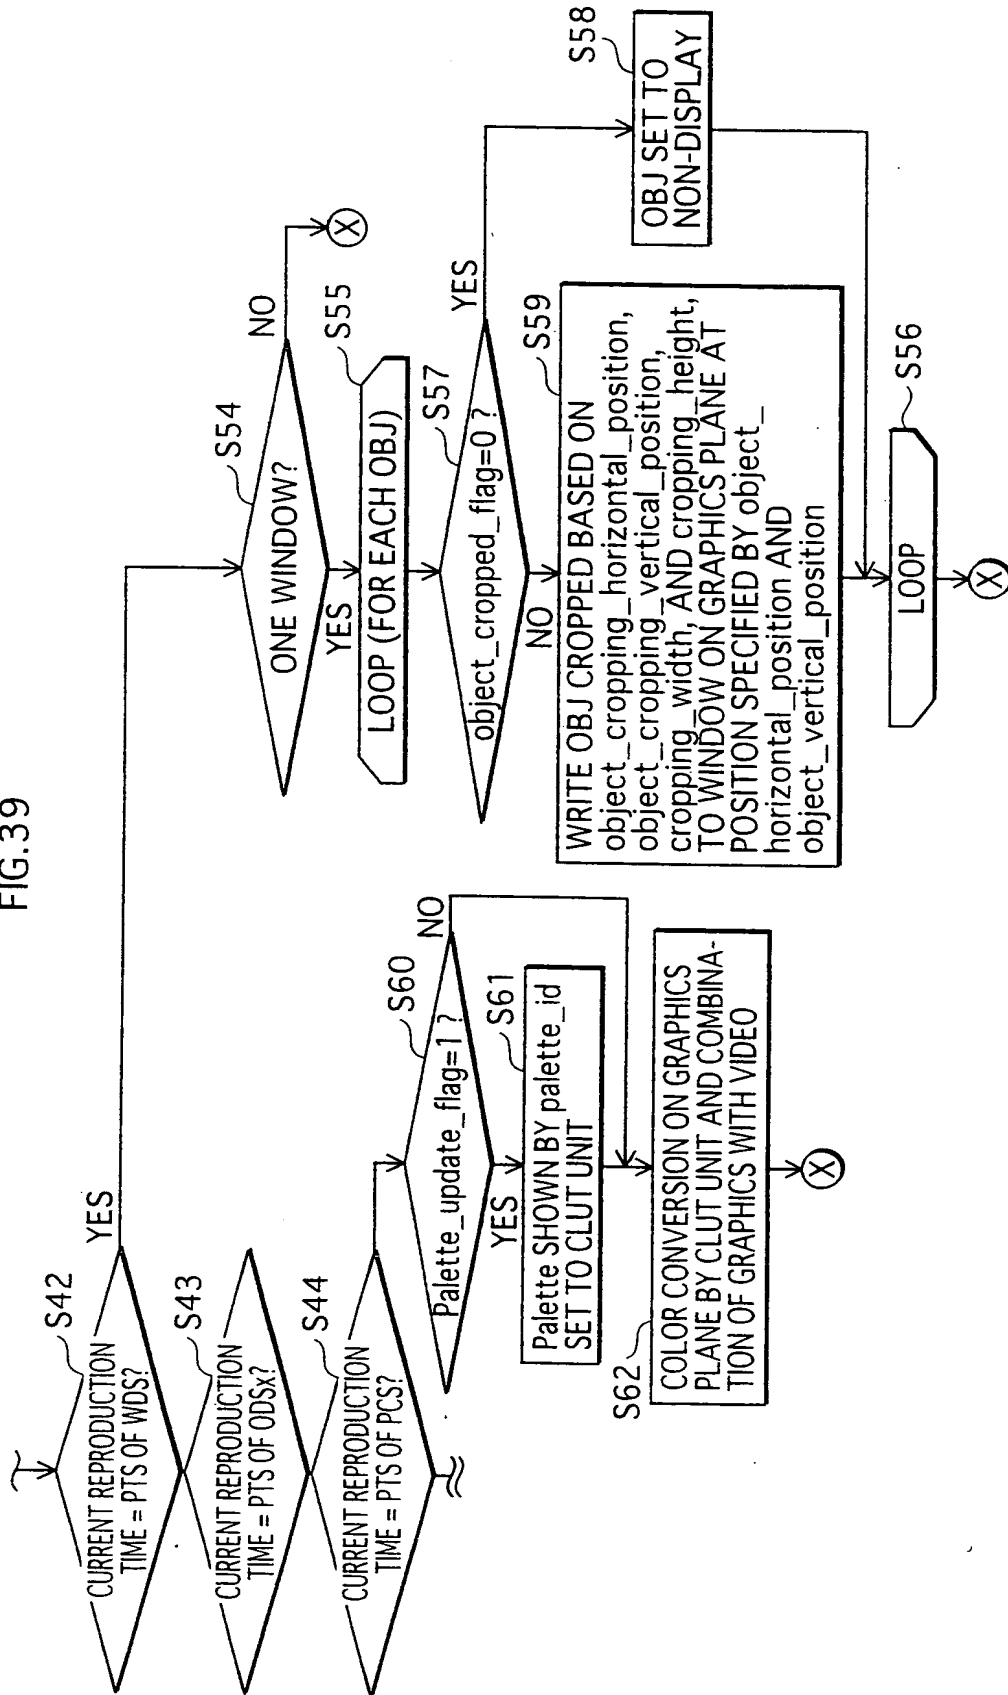 FIG.39
S42
CURRENT REPRODUCTION
TIME = PTS OF WDS?
YES
S43
CURRENT REPRODUCTION
TIME = PTS OF ODSx?
S44
CURRENT REPRODUCTION
TIME = PTS OF PCS?
S60
Palette_update_flag=1 ?
NO
YES
S61
Palette SHOWN BY palette_id
SET TO CLUT UNIT
S62
COLOR CONVERSION ON GRAPHICS
PLANE BY CLUT UNIT AND COMBINA-
TION OF GRAPHICS WITH VIDEO
X
S54
ONE WINDOW?
NO
X
YES
S55
LOOP (FOR EACH OBJ)
S57
object_cropped_flag=0 ?
YES
NO
S58
OBJ SET TO
NON-DISPLAY
S59
WRITE OBJ CROPPED BASED ON
object_cropping_horizontal_position,
object_cropping_vertical_position,
cropping_width, AND cropping_height,
TO WINDOW ON GRAPHICS PLANE AT
POSITION SPECIFIED BY object_
horizontal_position AND
object_vertical_position
S56
LOOP
X